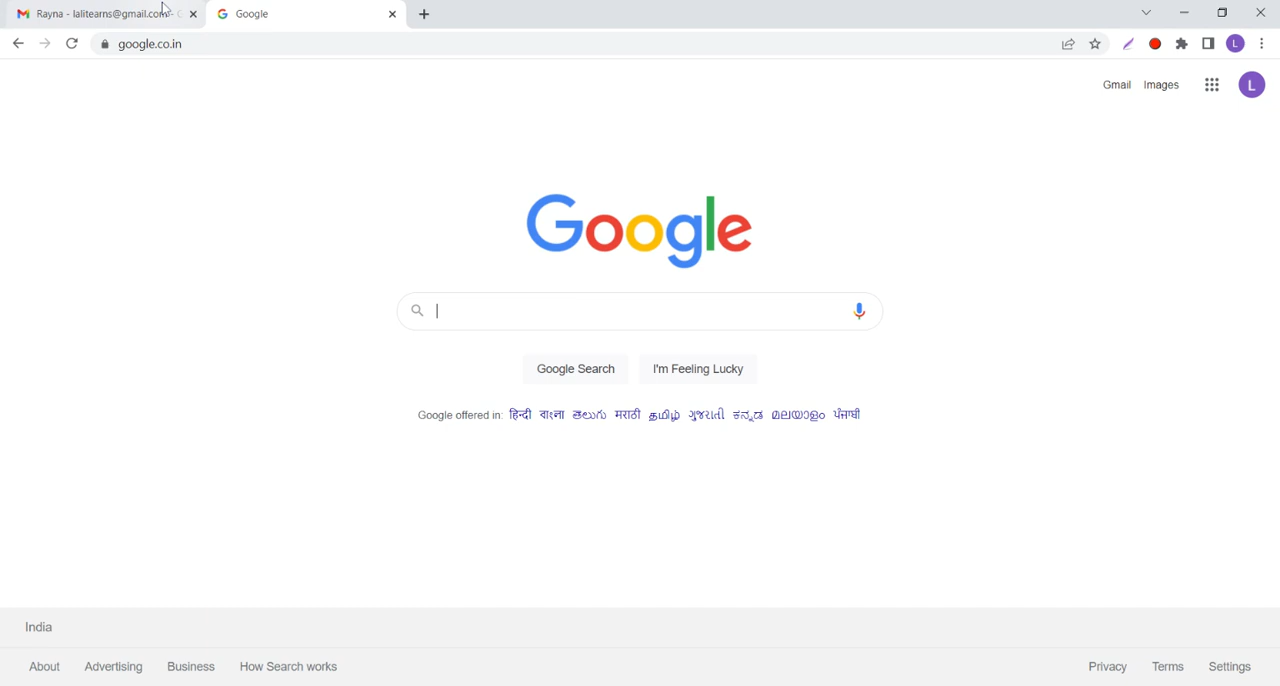 Rayna - lalitearns@gmail.com - G
Google
google.co.in
Gmail Images L
Google
Google Search I'm Feeling Lucky
Google offered in: हिन्दी বাংলা తెలుగు मराठी தமிழ் ગુજરાતી ಕನ್ನಡ മലയാളം ਪੰਜਾਬੀ
India
About Advertising Business How Search works Privacy Terms Settings